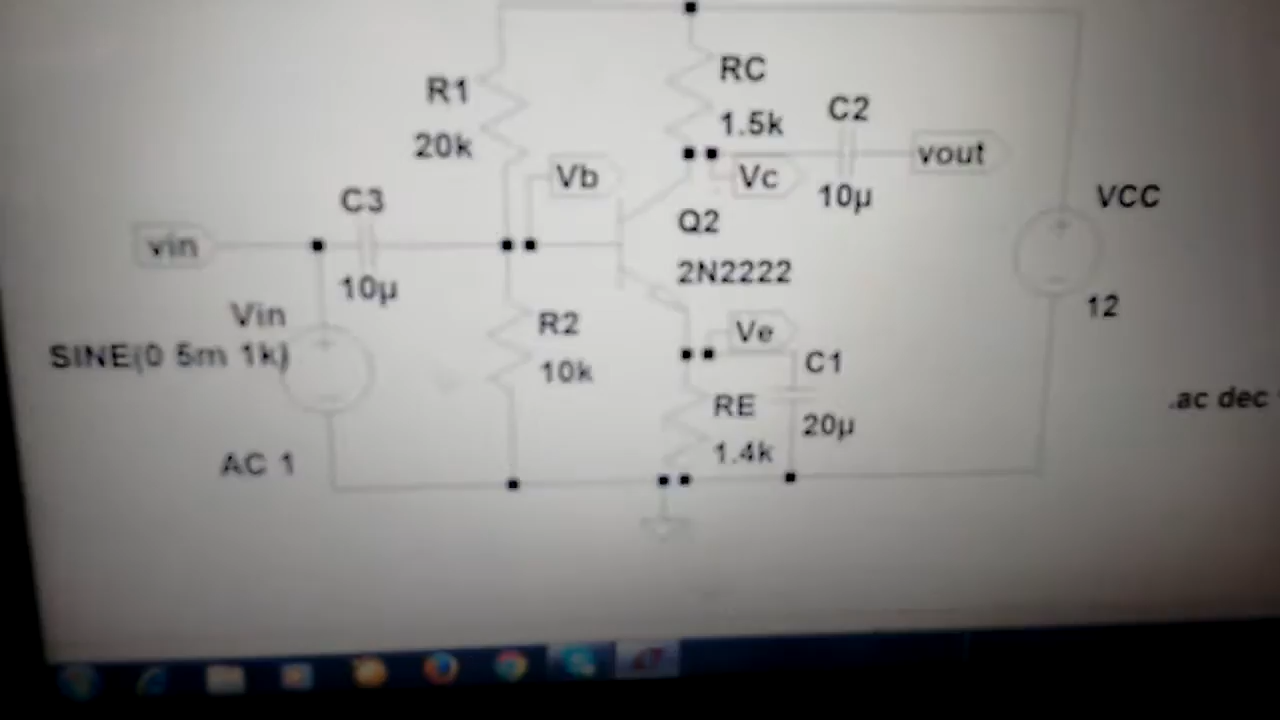 R1
20k
RC
1.5k
C2
10µ
vout
Vb
Vc
VCC
12
C3
10µ
vin
Q2
2N2222
Vin
SINE(0 5m 1k)
AC 1
R2
10k
Ve
C1
20µ
RE
1.4k
.ac dec